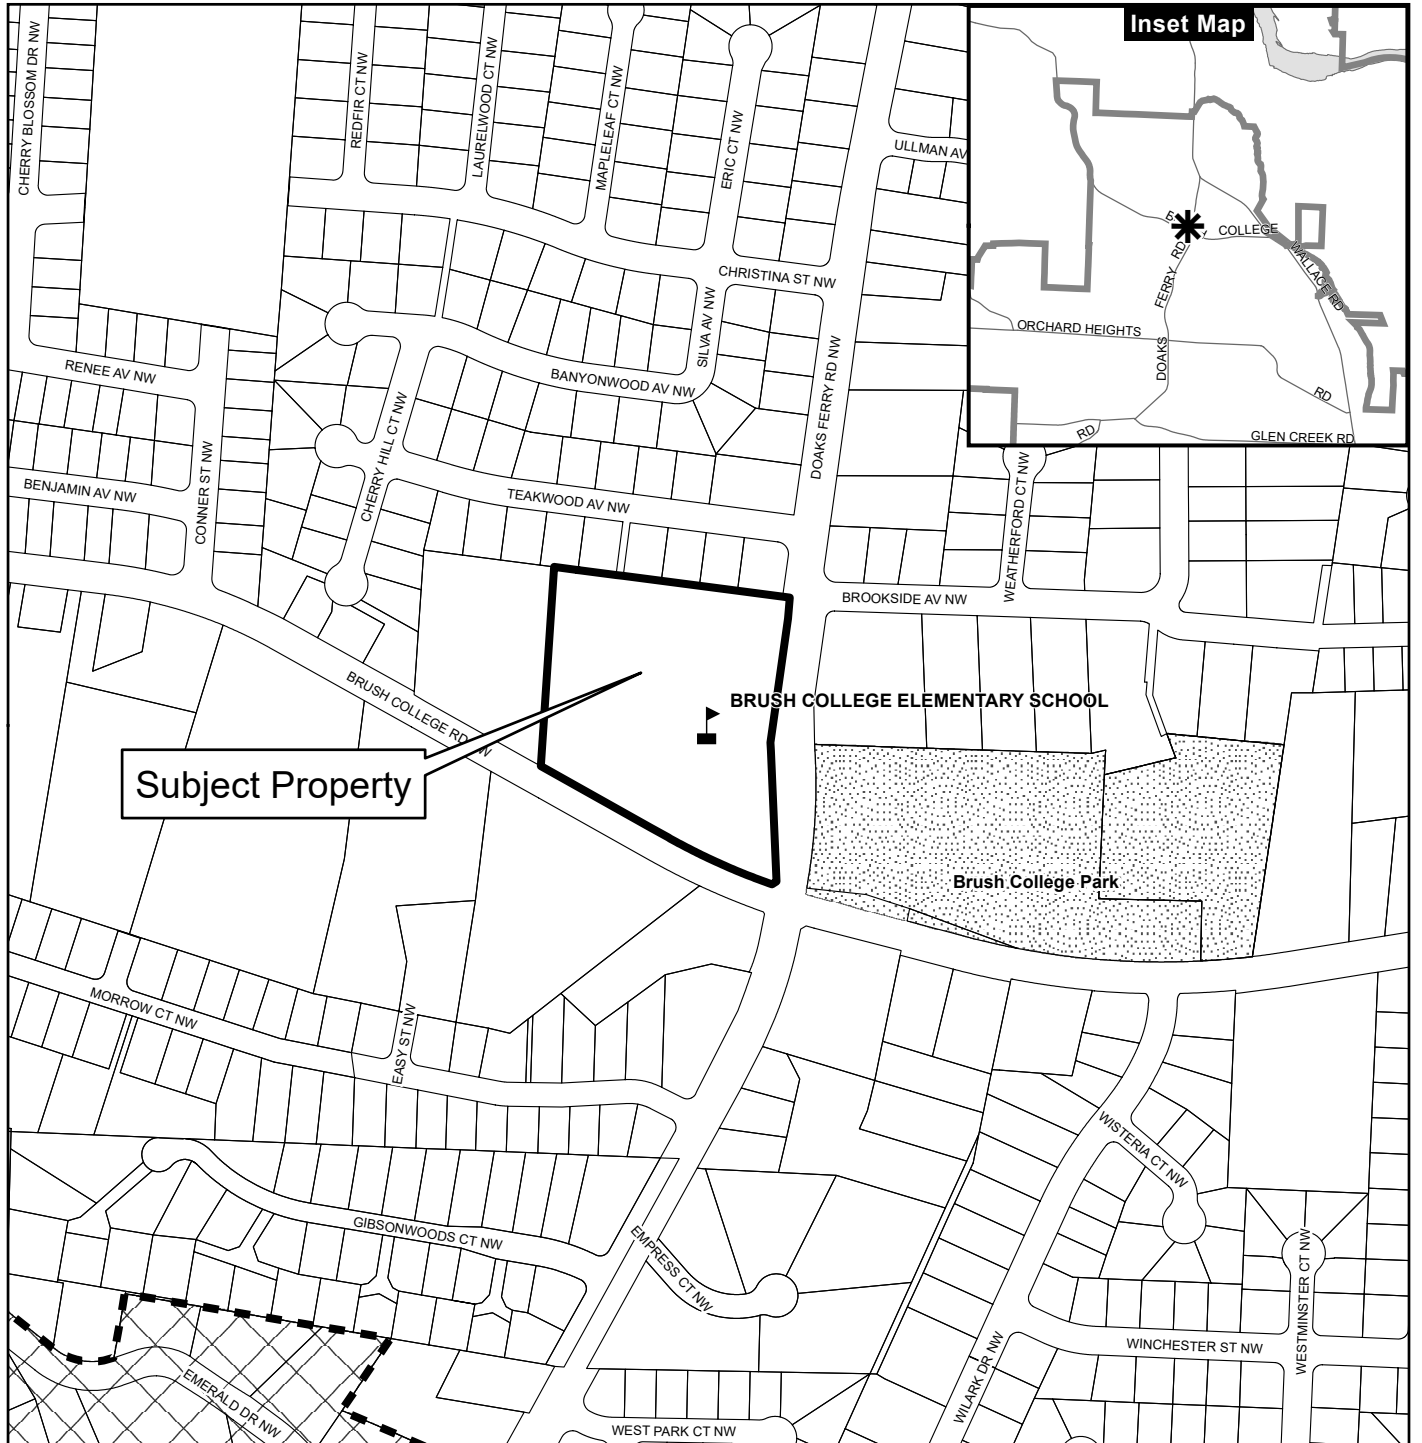 Inset Map
CHERRY BLOSSOM DR NW
REDFIR CT NW
LAURELWOOD CT NW
MAPLELEAF CT NW
ERIC CT NW
ULLMAN AV
COLLEGE
WALLACE RD
FERRY RD
DOAKS
ORCHARD HEIGHTS
RD
RD
GLEN CREEK RD
CHRISTINA ST NW
SILVA AV NW
DOAKS FERRY RD NW
RENEE AV NW
BANYONWOOD AV NW
CHERRY HILL CT NW
CONNER ST NW
BENJAMIN AV NW
TEAKWOOD AV NW
WEATHERFORD CT NW
BROOKSIDE AV NW
BRUSH COLLEGE RD NW
BRUSH COLLEGE ELEMENTARY SCHOOL
Subject Property
Brush College Park
MORROW CT NW
EASY ST NW
WISTERIA CT NW
GIBSONWOODS CT NW
EMPRESS CT NW
WESTMINSTER CT NW
WINCHESTER ST NW
WILARK DR NW
EMERALD DR NW
WEST PARK CT NW